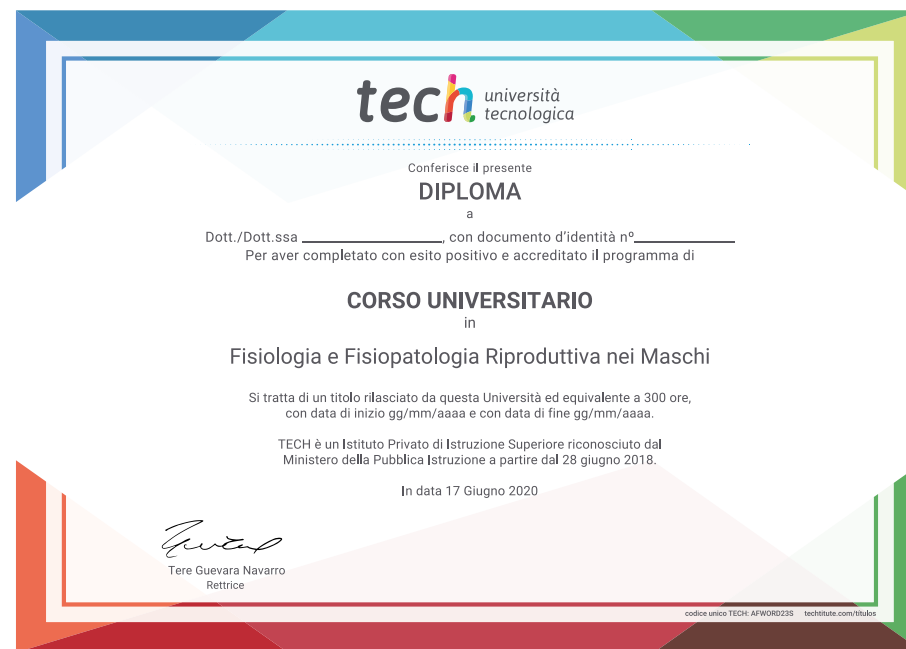 tech università
tecnologica
Conferisce il presente
DIPLOMA
a
Dott./Dott.ssa ____________________, con documento d'identità nº______________
Per aver completato con esito positivo e accreditato il programma di
CORSO UNIVERSITARIO
in
Fisiologia e Fisiopatologia Riproduttiva nei Maschi
Si tratta di un titolo rilasciato da questa Università ed equivalente a 300 ore,
con data di inizio gg/mm/aaaa e con data di fine gg/mm/aaaa.
TECH è un Istituto Privato di Istruzione Superiore riconosciuto dal
Ministero della Pubblica Istruzione a partire dal 28 giugno 2018.
In data 17 Giugno 2020
Tere Guevara Navarro
Rettrice
codice unico TECH: AFWORD23S techtitute.com/títulos